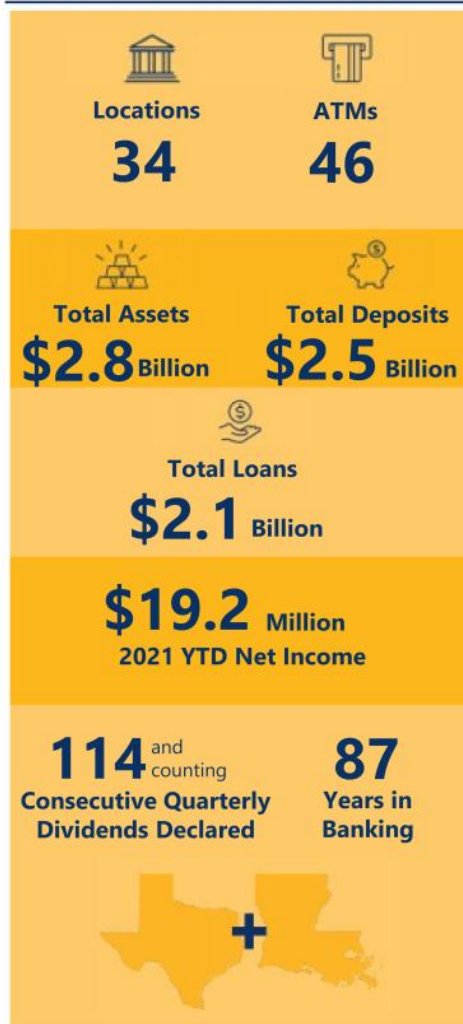 Locations ATMs
34 46
Total Assets Total Deposits
$2.8 Billion $2.5 Billion
Total Loans
$2.1 Billion
$19.2 Million
2021 YTD Net Income
114 and counting 87
Consecutive Quarterly Years in
Dividends Declared Banking
+